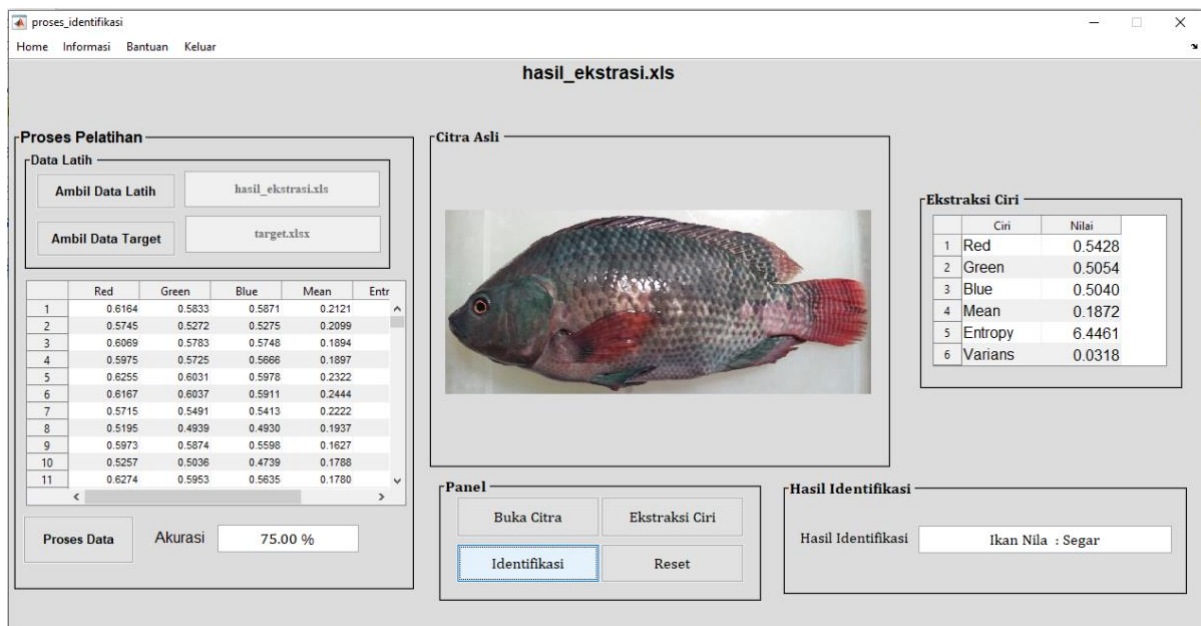 proses_identifikasi
Home Informasi Bantuan Keluar
hasil_ekstrasi.xls
Proses Pelatihan
Data Latih
Ambil Data Latih hasil_ekstrasi.xls
Ambil Data Target target.xlsx
Red Green Blue Mean Entr
1 0.6164 0.5833 0.5871 0.2121
2 0.5745 0.5272 0.5275 0.2099
3 0.6069 0.5783 0.5748 0.1894
4 0.5975 0.5725 0.5666 0.1897
5 0.6255 0.6031 0.5978 0.2322
6 0.6167 0.6037 0.5911 0.2444
7 0.5715 0.5491 0.5413 0.2222
8 0.5195 0.4939 0.4930 0.1937
9 0.5973 0.5874 0.5598 0.1627
10 0.5257 0.5036 0.4739 0.1788
11 0.6274 0.5953 0.5635 0.1780
Proses Data Akurasi 75.00 %
Citra Asli
Panel
Buka Citra Ekstraksi Ciri
Identifikasi Reset
Ekstraksi Ciri
Ciri Nilai
1 Red 0.5428
2 Green 0.5054
3 Blue 0.5040
4 Mean 0.1872
5 Entropy 6.4461
6 Varians 0.0318
Hasil Identifikasi
Hasil Identifikasi Ikan Nila : Segar